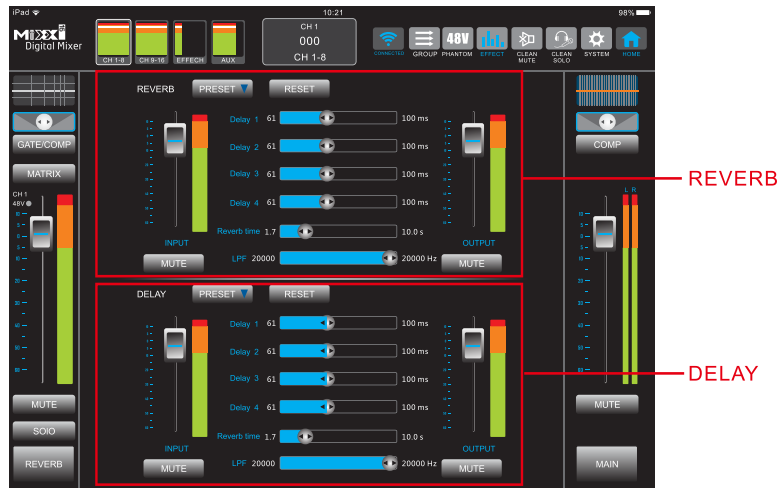 iPad 10:21 98%
MiXXi
Digital Mixer
CH 1-8 CH 9-16 EFFECH AUX
CH 1
000
CH 1-8
CONNECTED GROUP 48V PHANTOM EFFECT CLEAN MUTE CLEAN SOLO SYSTEM HOME
GATE/COMP
MATRIX
CH 1
48V
MUTE
SOlO
REVERB
REVERB PRESET RESET
Delay 1 61 100 ms
Delay 2 61 100 ms
Delay 3 61 100 ms
Delay 4 61 100 ms
Reverb time 1.7 10.0 s
LPF 20000 20000 Hz
INPUT
MUTE
OUTPUT
MUTE
DELAY PRESET RESET
Delay 1 61 100 ms
Delay 2 61 100 ms
Delay 3 61 100 ms
Delay 4 61 100 ms
Reverb time 1.7 10.0 s
LPF 20000 20000 Hz
INPUT
MUTE
OUTPUT
MUTE
COMP
L R
MUTE
MAIN
REVERB
DELAY